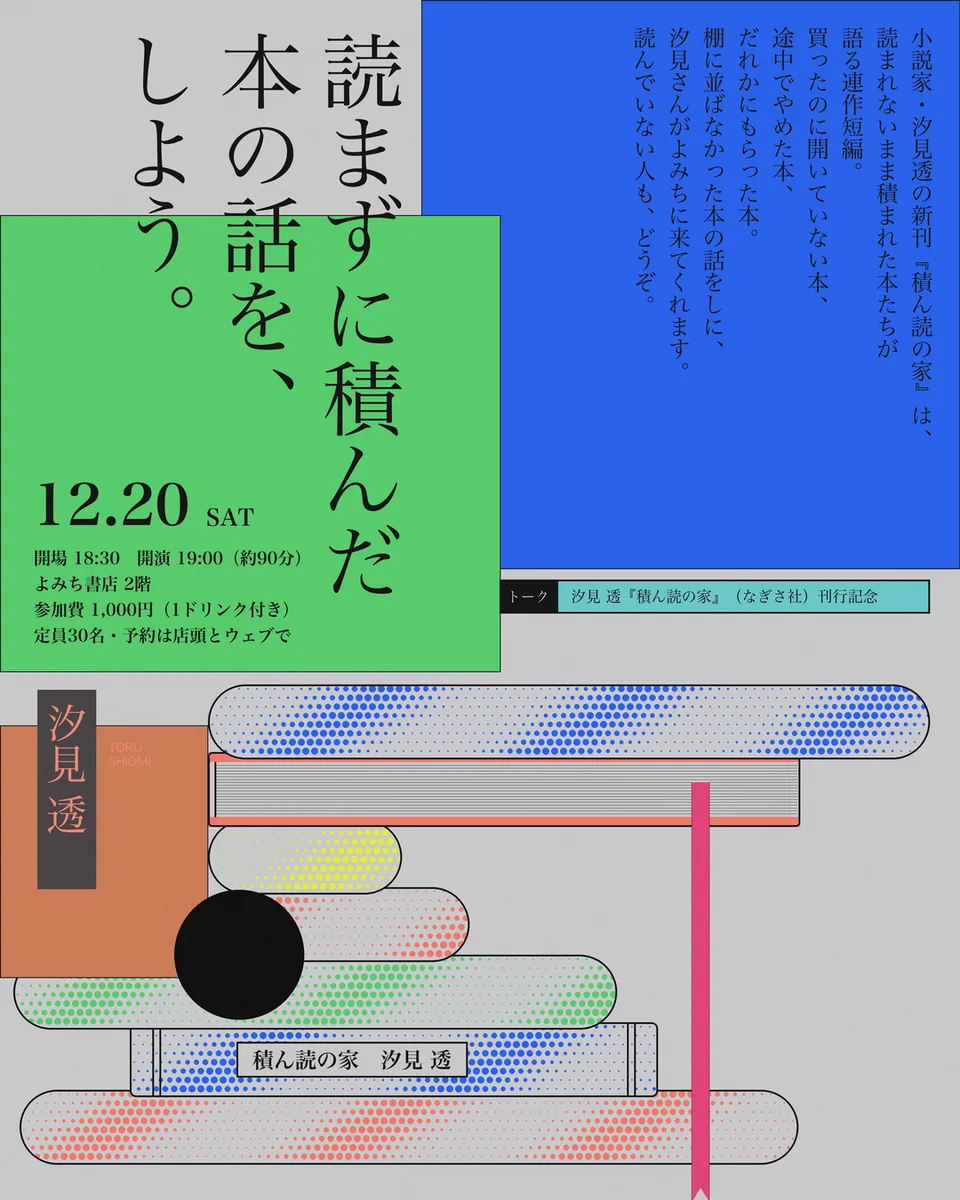 読まずに積んだ
本の話を、
しよう。
小説家・汐見透の新刊『積ん読の家』は、
読まれないまま積まれた本たちが
語る連作短編。
買ったのに開いていない本、
途中でやめた本、
だれかにもらった本。
棚に並ばなかった本の話をしに、
汐見さんがよみちに来てくれます。
読んでいない人も、どうぞ。
12.20 SAT
開場 18:30　開演 19:00（約90分）
よみち書店 2階
参加費 1,000円（1ドリンク付き）
定員30名・予約は店頭とウェブで
トーク 汐見 透『積ん読の家』（なぎさ社）刊行記念
汐見 透
TORU
SHIOMI
積ん読の家　汐見 透